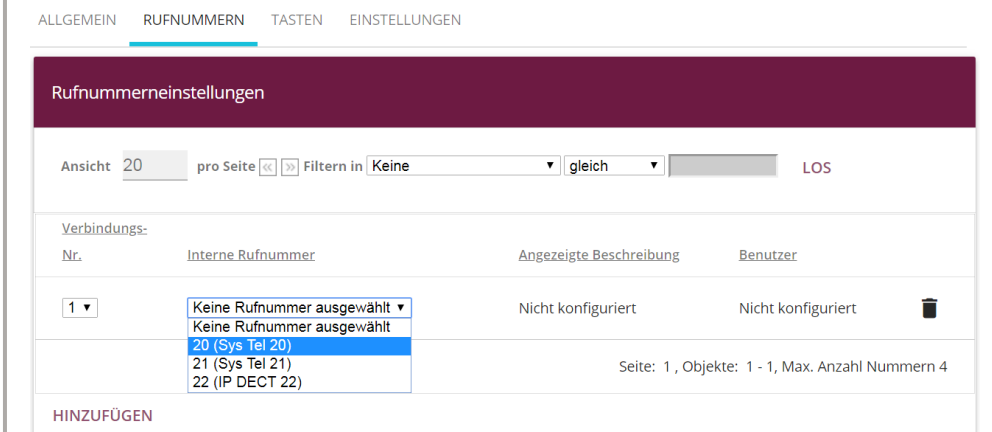 ALLGEMEIN RUFNUMMERN TASTEN EINSTELLUNGEN
Rufnummerneinstellungen
Ansicht 20 pro Seite « » Filtern in Keine gleich LOS
Verbindungs-
Nr. Interne Rufnummer Angezeigte Beschreibung Benutzer
1 Keine Rufnummer ausgewählt Nicht konfiguriert Nicht konfiguriert
Keine Rufnummer ausgewählt
20 (Sys Tel 20)
21 (Sys Tel 21)
22 (IP DECT 22)
Seite: 1 , Objekte: 1 - 1, Max. Anzahl Nummern 4
HINZUFÜGEN